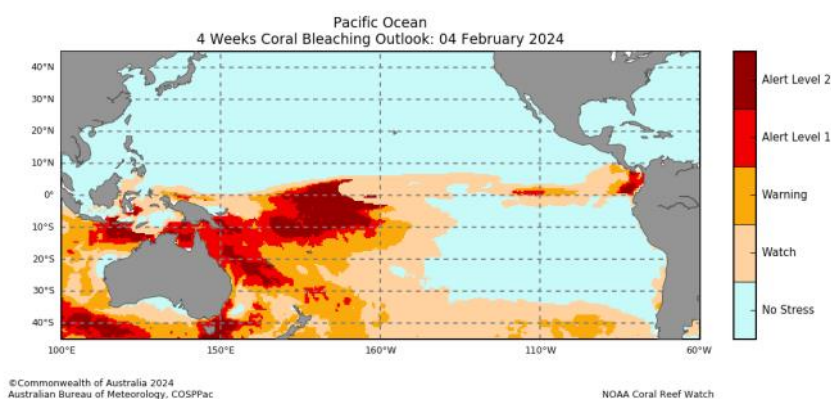 Pacific Ocean
4 Weeks Coral Bleaching Outlook: 04 February 2024
40°N
30°N
20°N
10°N
0°
10°S
20°S
30°S
40°S
100°E
150°E
160°W
110°W
60°W
Alert Level 2
Alert Level 1
Warning
Watch
No Stress
©Commonwealth of Australia 2024
Australian Bureau of Meteorology, COSPPac
NOAA Coral Reef Watch